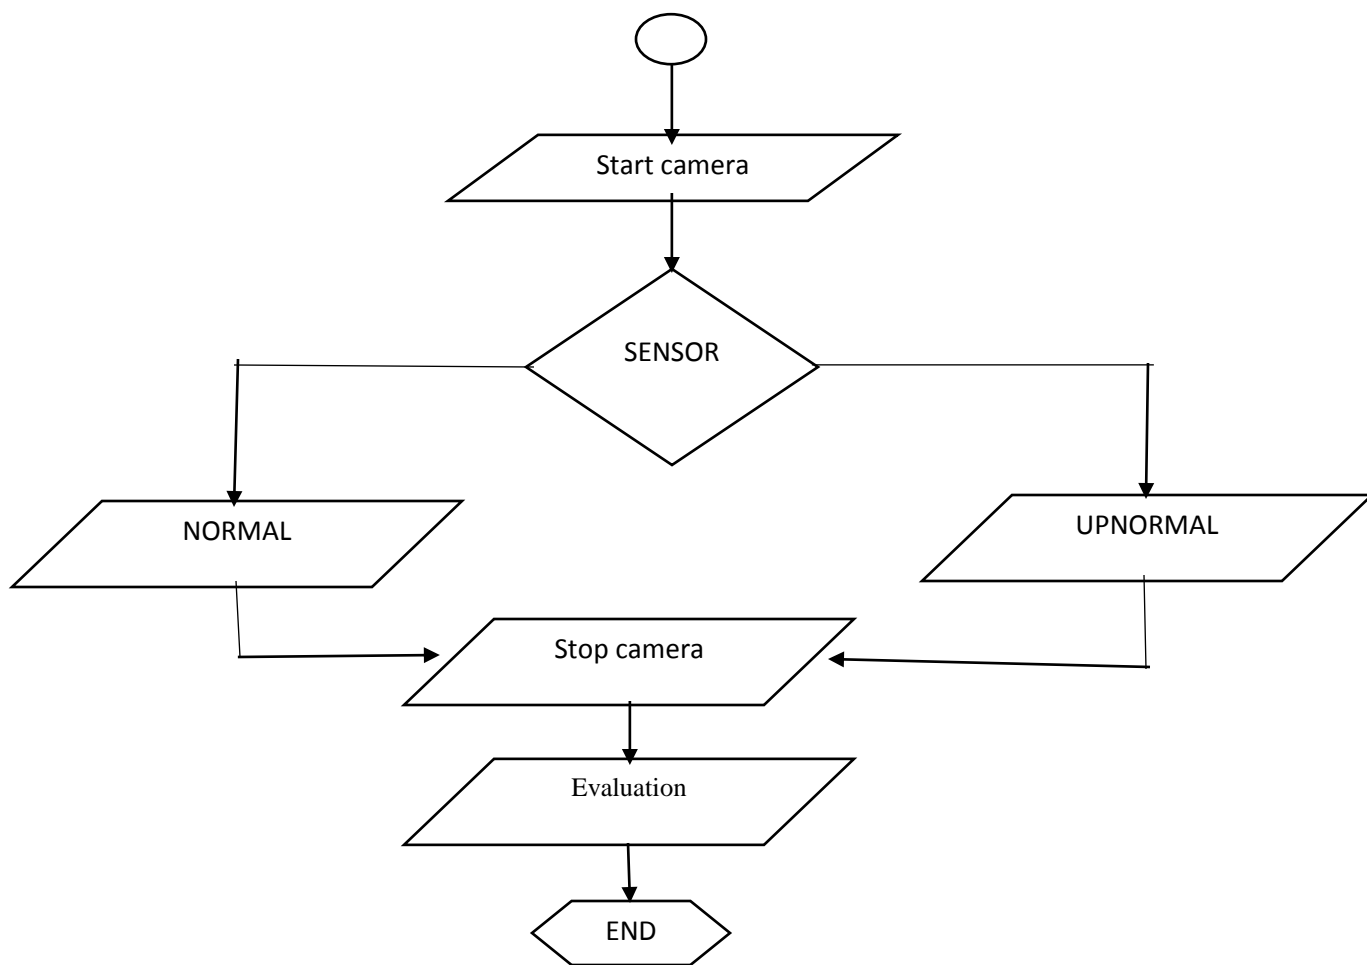 Start camera
SENSOR
NORMAL
UPNORMAL
Stop camera
Evaluation
END